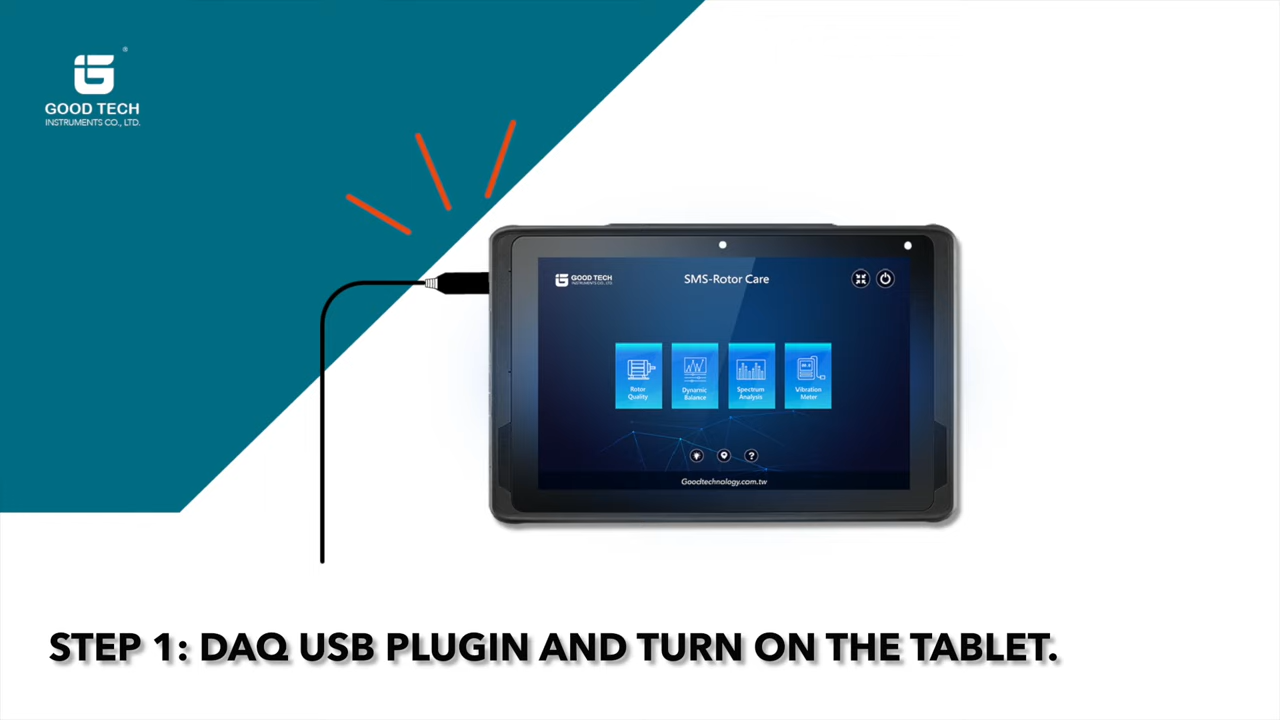 GOOD TECH
INSTRUMENTS CO., LTD.
GOOD TECH
INSTRUMENTS CO., LTD.
SMS-Rotor Care
Rotor
Quality
Dynamic
Balance
Spectrum
Analysis
Vibration
Meter
Goodtechnology.com.tw
STEP 1: DAQ USB PLUGIN AND TURN ON THE TABLET.